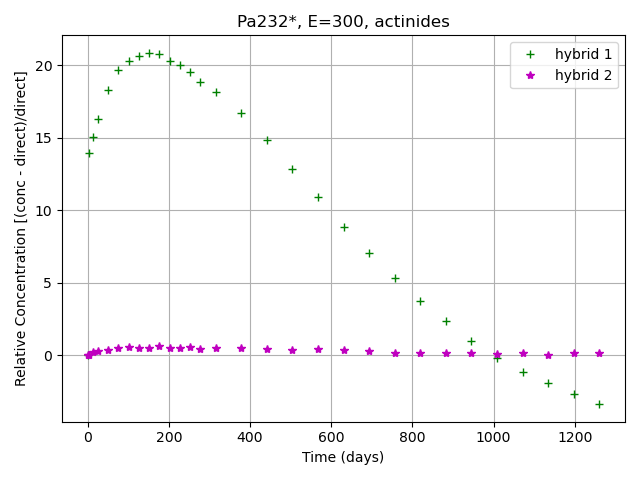 Pa232*, E=300, actinides
Relative Concentration [(conc - direct)/direct]
20
15
10
5
0
hybrid 1
hybrid 2
0 200 400 600 800 1000 1200
Time (days)